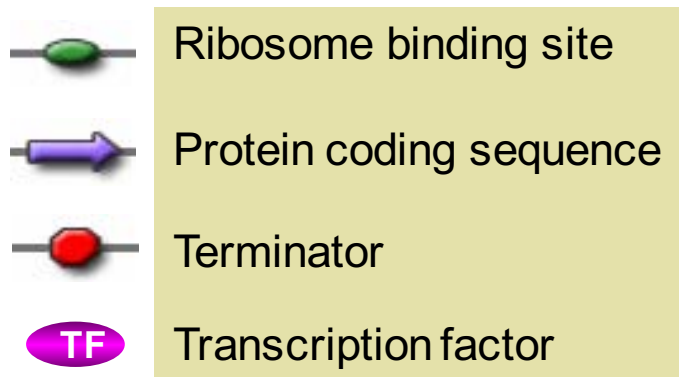 Ribosome binding site
Protein coding sequence
Terminator
TF Transcription factor